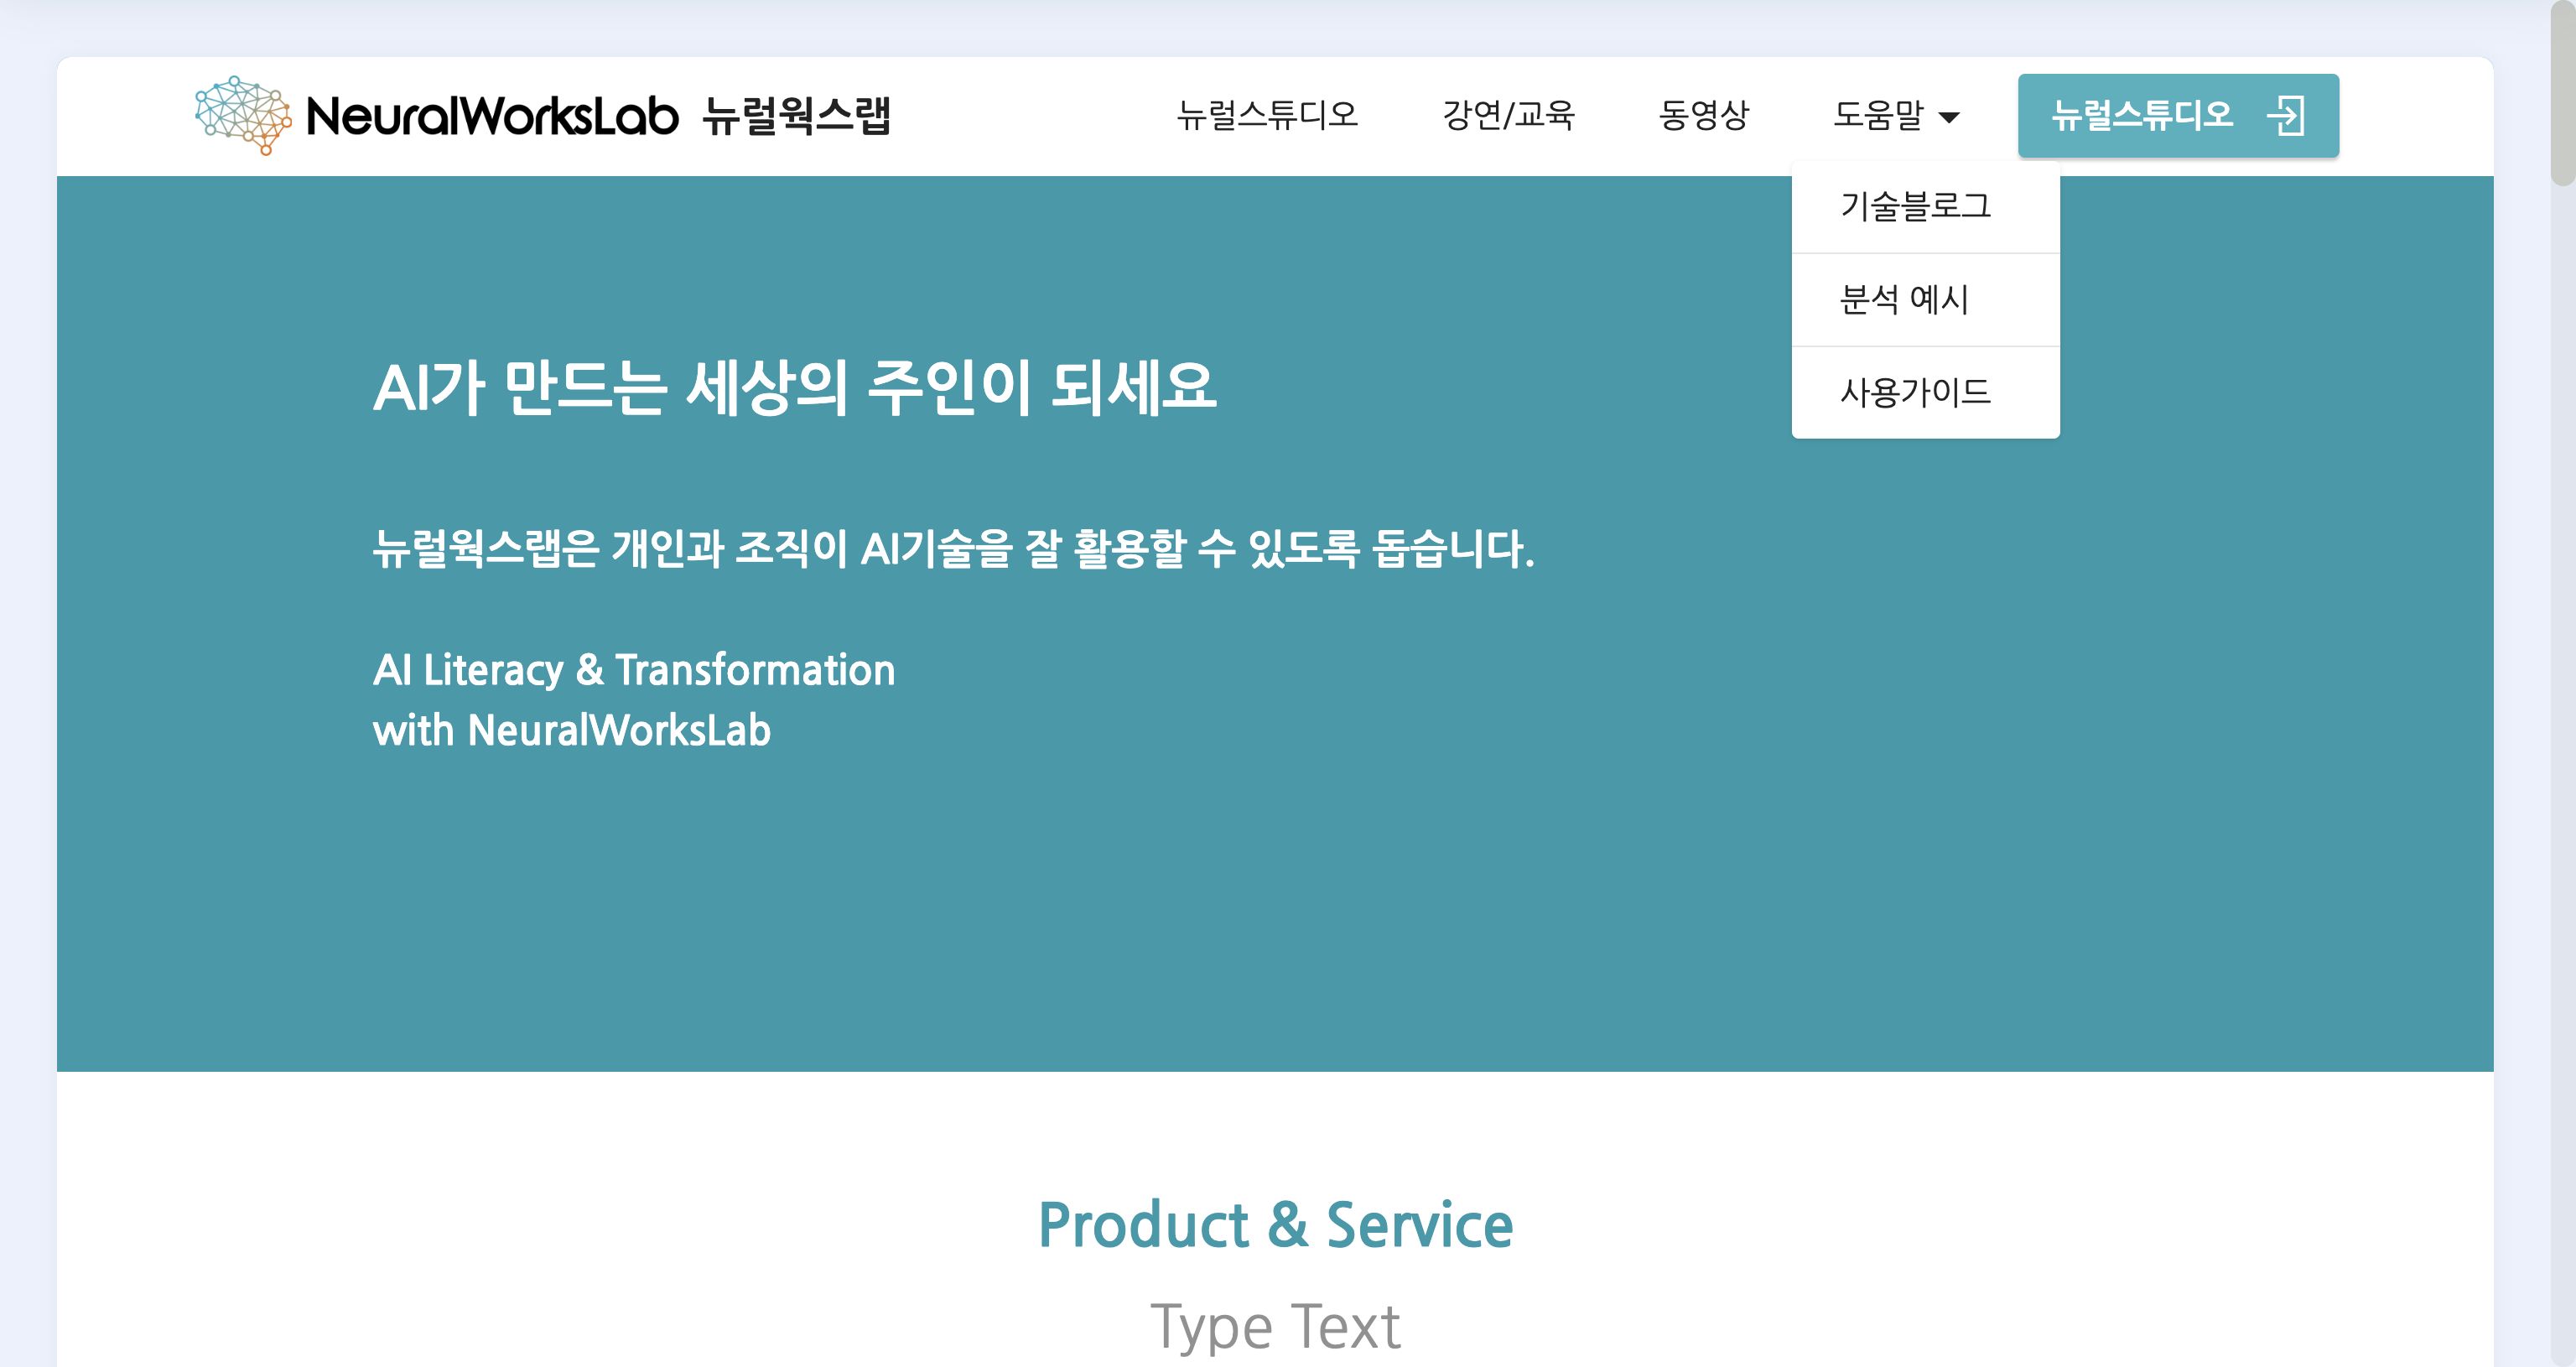 NeuralWorksLab 뉴럴웍스랩
뉴럴스튜디오 강연/교육 동영상 도움말 뉴럴스튜디오
기술블로그
분석 예시
사용가이드
AI가 만드는 세상의 주인이 되세요
뉴럴웍스랩은 개인과 조직이 AI기술을 잘 활용할 수 있도록 돕습니다.
AI Literacy & Transformation
with NeuralWorksLab
Product & Service
Type Text